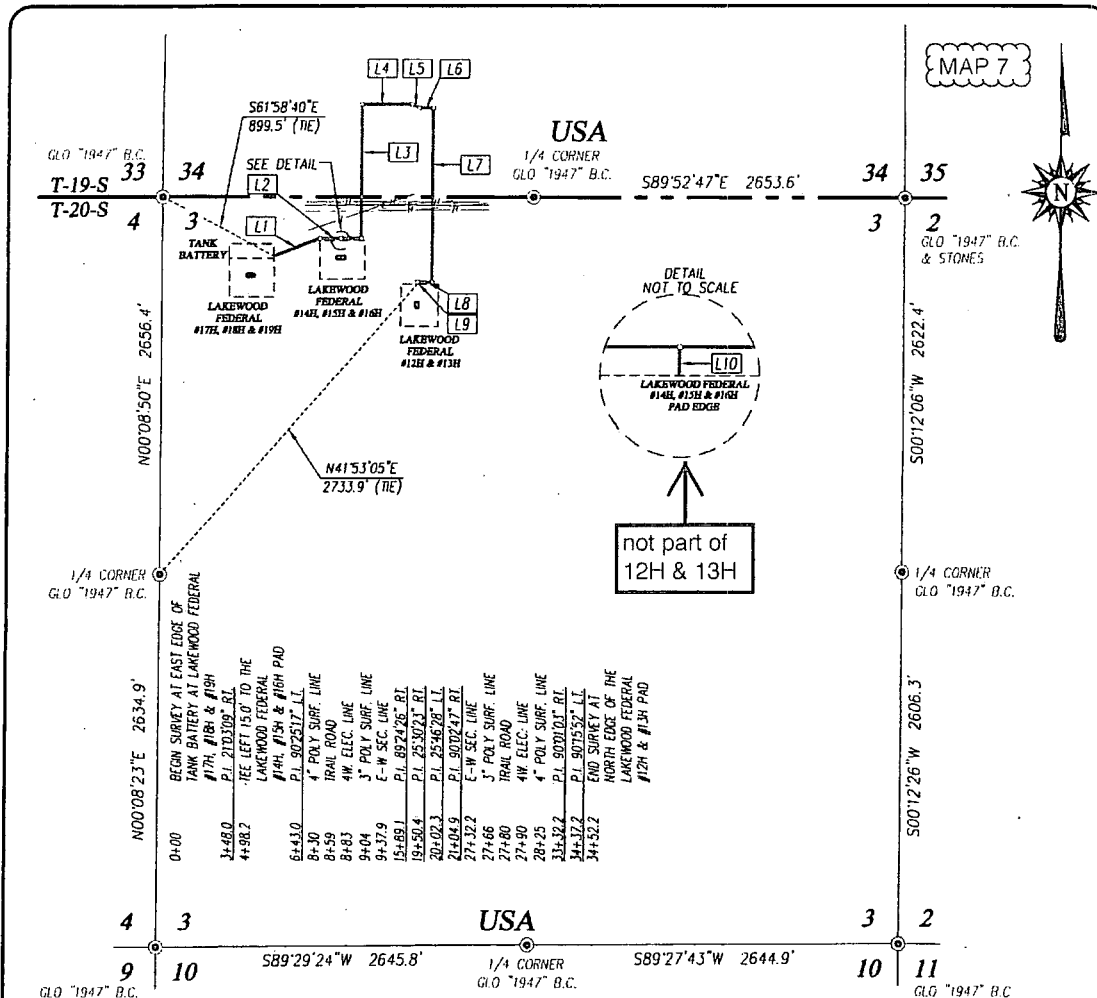 MAP 7
L4
L5
L6
S61°58'40"E
899.5' (TIE)
USA
GLO "1947" B.C.
33
34
SEE DETAIL
L3
1/4 CORNER
GLO "1947" B.C.
L7
S89°52'47"E 2653.6'
34
35
T-19-S
T-20-S
L2
N
4
3
L1
3
2
TANK
BATTERY
GLO "1947" B.C.
& STONES
LAKEWOOD
FEDERAL
#17H, #18H & #19H
LAKEWOOD
FEDERAL
#14H, #15H & #16H
L8
L9
LAKEWOOD
FEDERAL
#12H & #13H
DETAIL
NOT TO SCALE
L10
LAKEWOOD FEDERAL
#14H, #15H & #16H
PAD EDGE
N00°08'50"E 2656.4'
S00°12'06"W 2622.4'
N41°53'05"E
2733.9' (TIE)
not part of
12H & 13H
1/4 CORNER
GLO "1947" B.C.
1/4 CORNER
GLO "1947" B.C.
N00°08'23"E 2634.9'
S00°12'26"W 2606.3'
0+00 BEGIN SURVEY AT EAST EDGE OF
TANK BATTERY AT LAKEWOOD FEDERAL
#17H, #18H & #19H
3+48.0 P.I. 21°03'09" RT.
4+98.2 TEE LEFT 15.0' TO THE
LAKEWOOD FEDERAL
#14H, #15H & #16H PAD
6+43.0 P.I. 90°25'17" LT.
8+30 4" POLY SURF. LINE
8+59 TRAIL ROAD
8+83 4W. ELEC. LINE
9+04 3" POLY SURF. LINE
9+37.9 E-W SEC. LINE
15+89.1 P.I. 89°24'26" RT.
19+50.4 P.I. 25°30'23" RT.
20+02.3 P.I. 25°46'28" LT.
21+04.9 P.I. 90°02'47" RT.
27+32.2 E-W SEC. LINE
27+66 3" POLY SURF. LINE
27+80 TRAIL ROAD
27+90 4W. ELEC. LINE
28+25 4" POLY SURF. LINE
33+32.2 P.I. 90°01'03" RT.
34+37.2 P.I. 90°15'52" LT.
34+52.2 END SURVEY AT
NORTH EDGE OF THE
LAKEWOOD FEDERAL
#12H & #13H PAD
4
3
USA
3
2
9
10
S89°29'24"W 2645.8'
1/4 CORNER
GLO "1947" B.C.
S89°27'43"W 2644.9'
10
11
GLO "1947" B.C.
GLO "1947" B.C